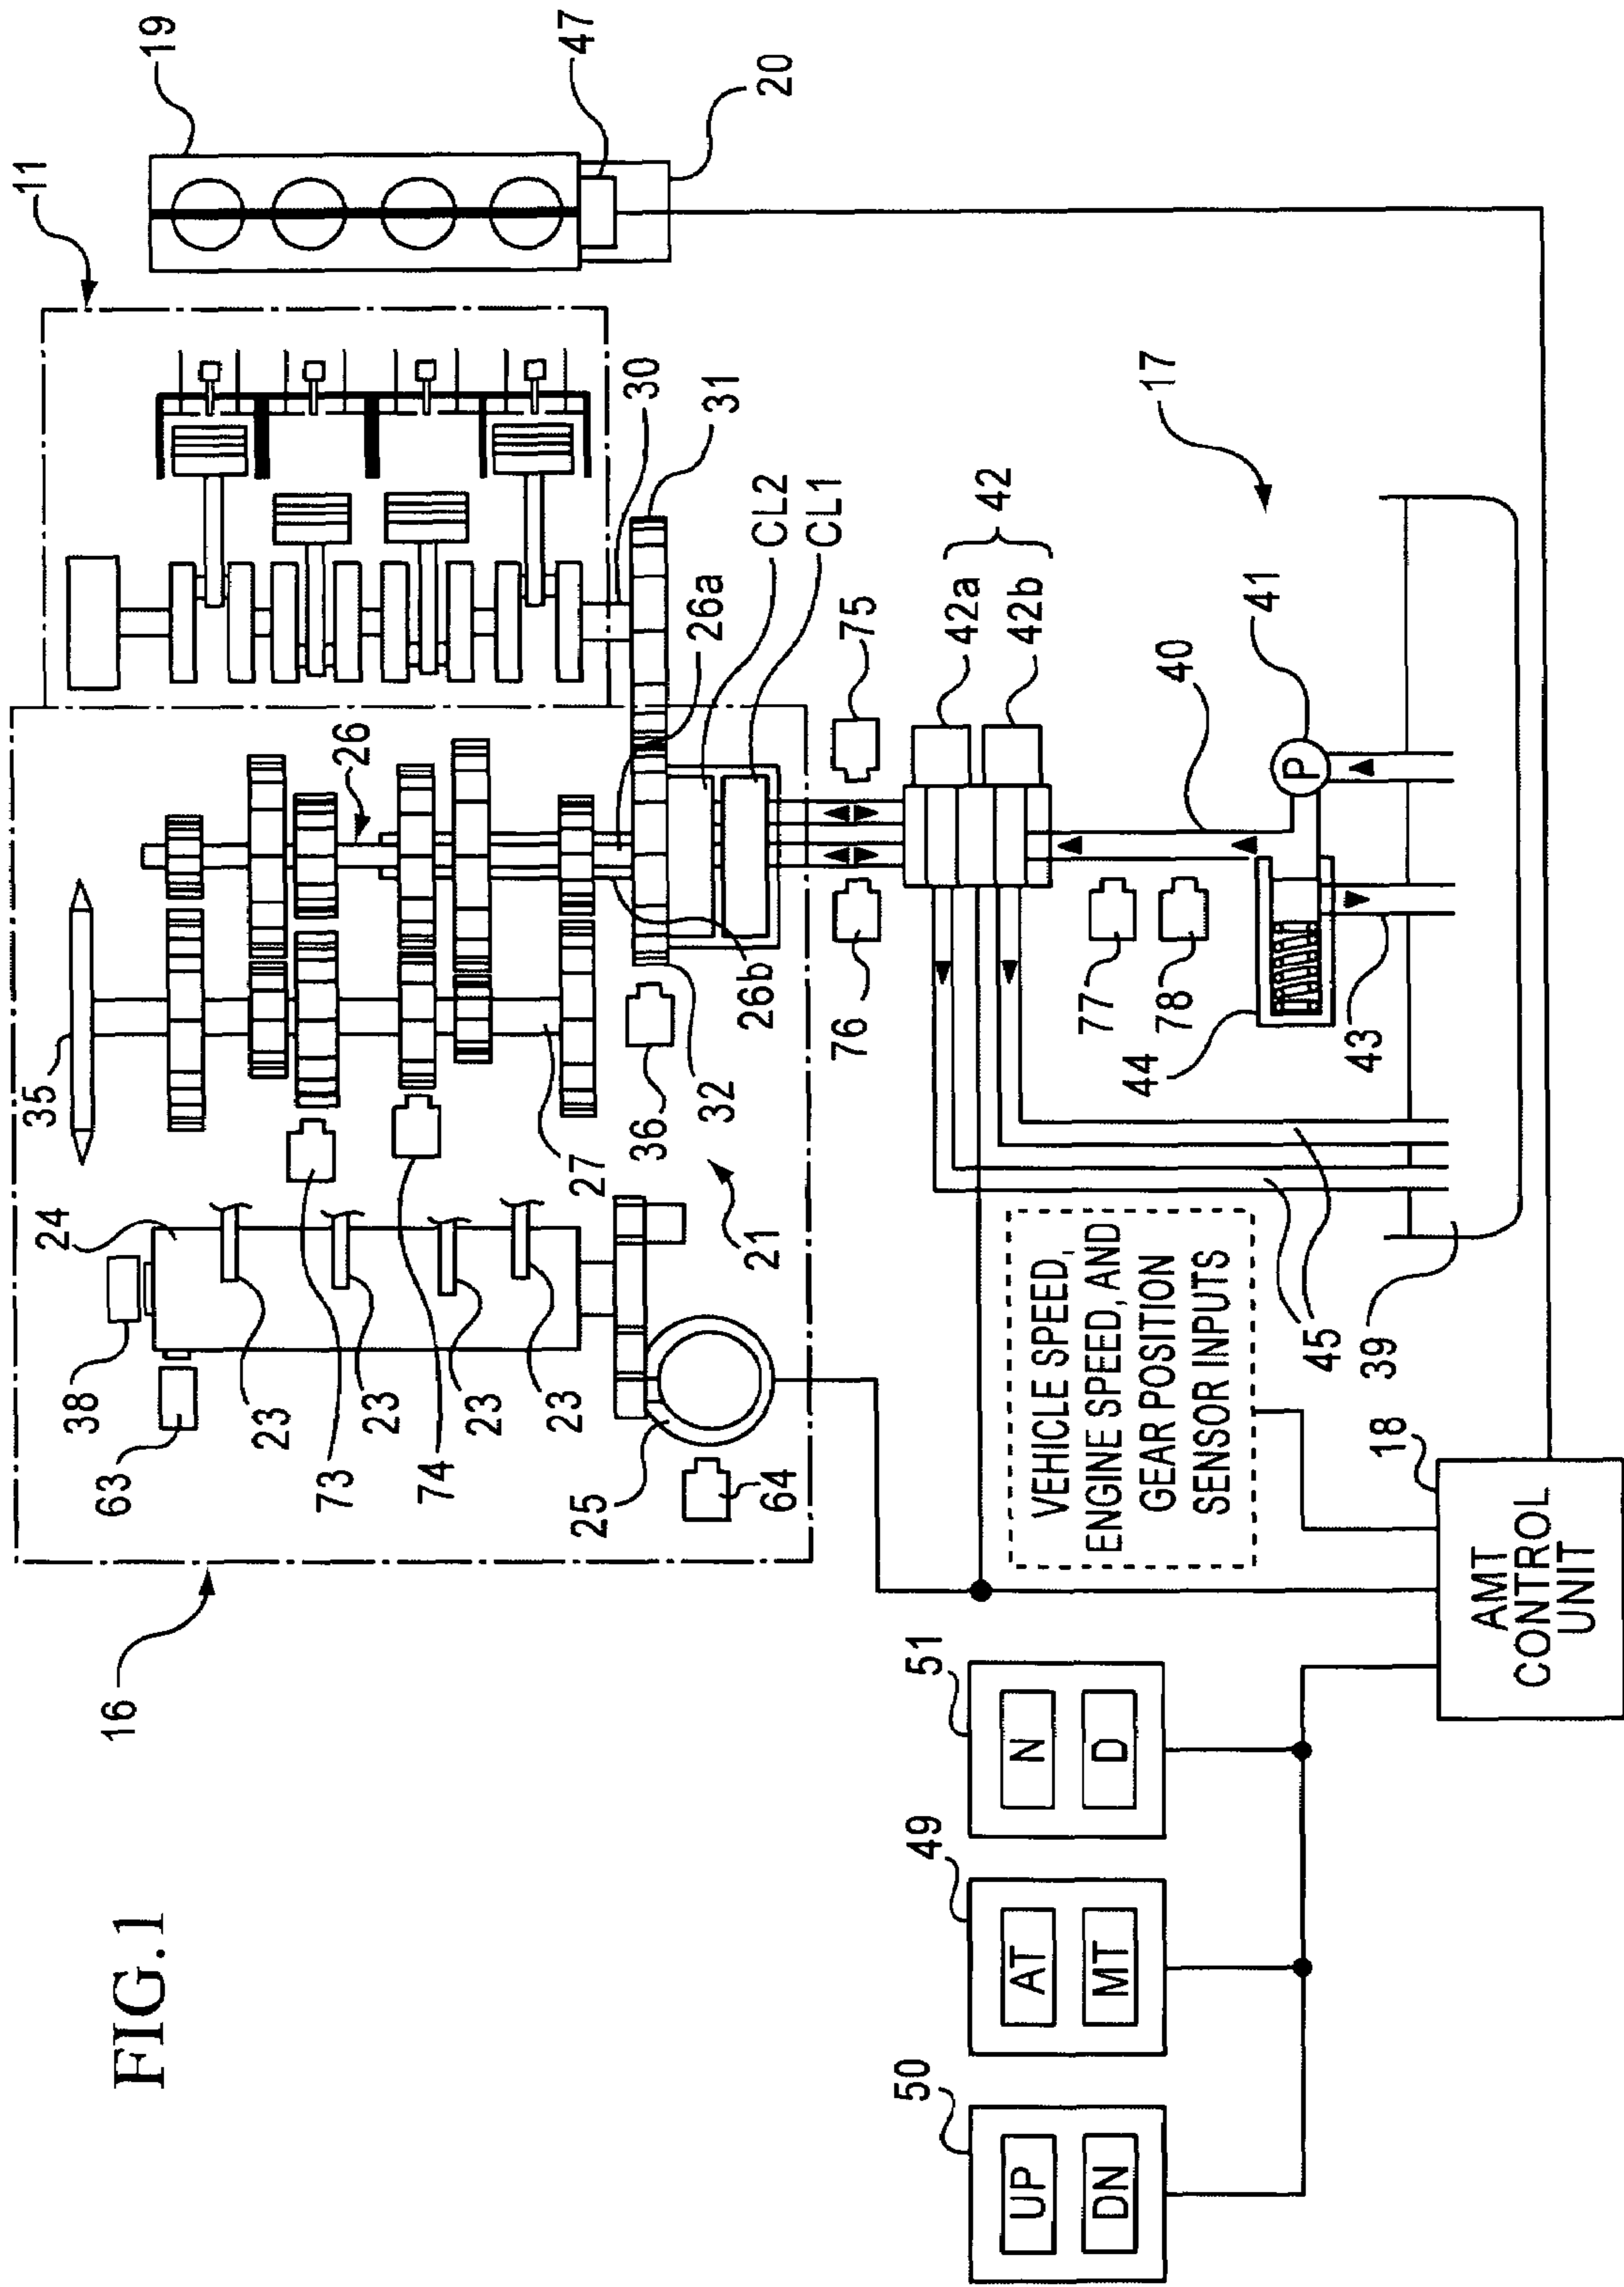 FIG.1
16
11
19
47
20
63
38
24
35
26
23
23
23
23
73
74
27
25
64
21
36
32
26b
26a
30
31
CL2
CL1
76
75
42
42a
42b
17
77
78
40
41
44
43
45
39
VEHICLE SPEED,
ENGINE SPEED, AND
GEAR POSITION
SENSOR INPUTS
P
50
UP
DN
49
AT
MT
51
N
D
18
AMT
CONTROL
UNIT